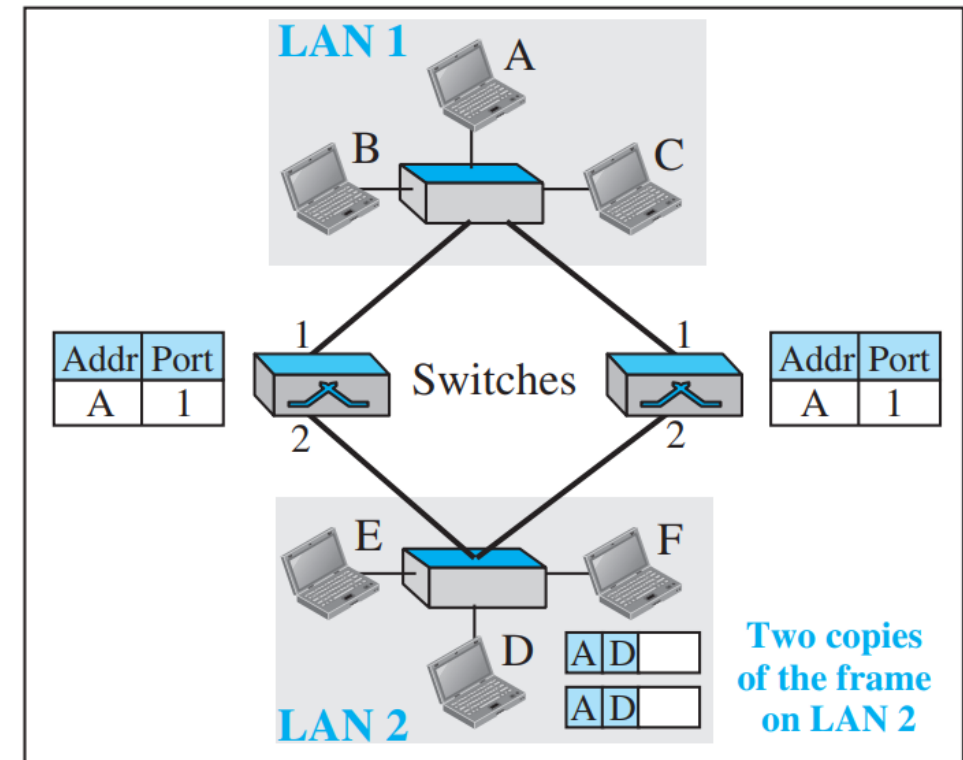 LAN 1
A
B
C
1
1
Addr Port
A 1
Switches
Addr Port
A 1
2
2
E
F
D
A D
A D
Two copies
of the frame
on LAN 2
LAN 2